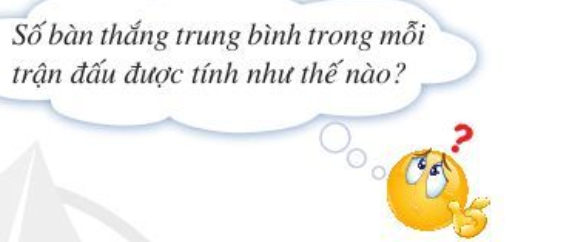 Số bàn thắng trung bình trong mỗi
trận đấu được tính như thế nào?
?